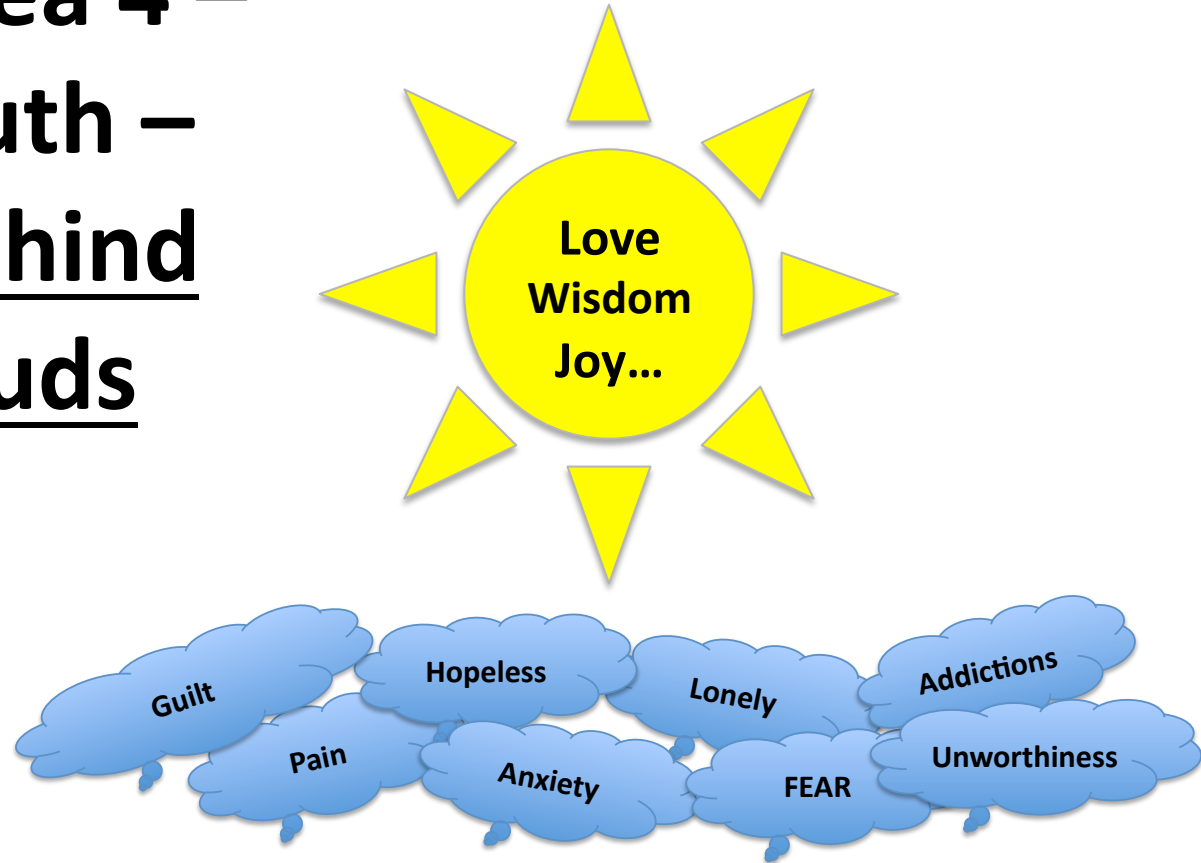 ea 4 –
uth –
hind
uds
Love
Wisdom
Joy...
Guilt
Hopeless
Lonely
Addictions
Pain
Anxiety
FEAR
Unworthiness